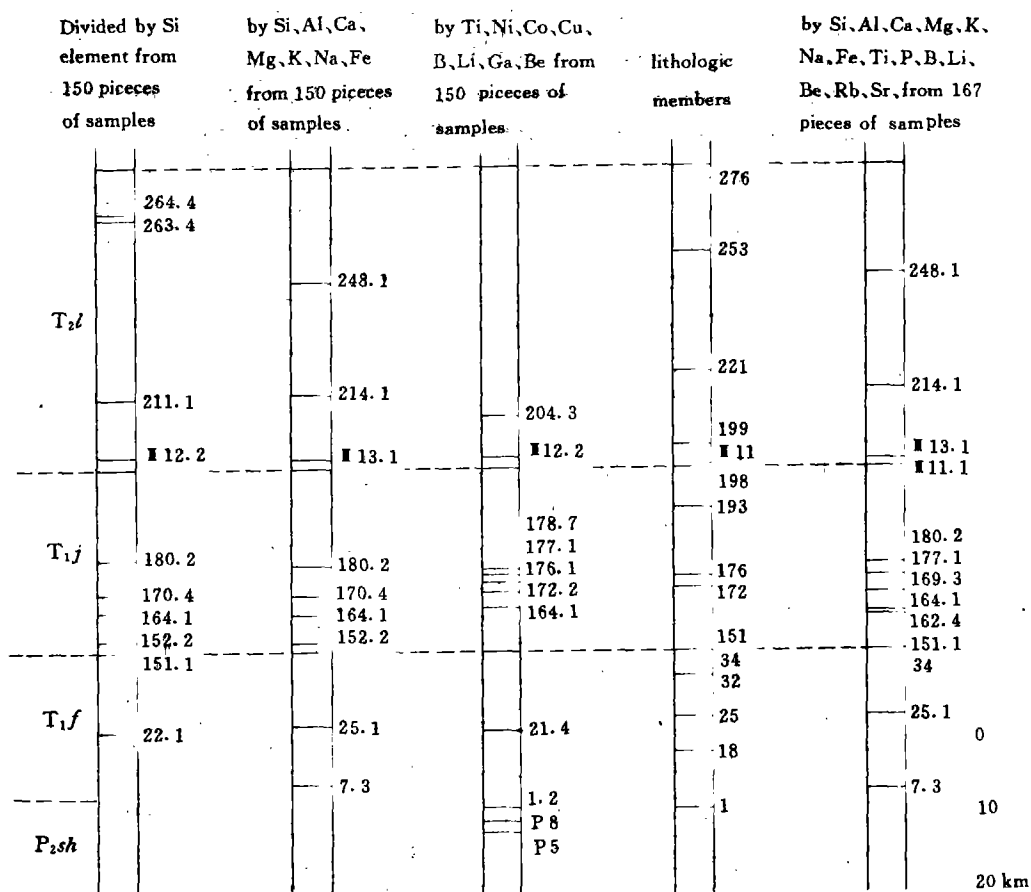 Divided by Si
element from
150 piceces
of samples
by Si、Al、Ca、
Mg、K、Na、Fe
from 150 piceces
of samples
by Ti、Ni、Co、Cu、
B、Li、Ga、Be from
150 piceces of
samples
lithologic
members
by Si、Al、Ca、Mg、K、
Na、Fe、Ti、P、B、Li、
Be、Rb、Sr、from 167
pieces of samples
T₂l
T₁j
T₁f
P₂sh
264.4
263.4
211.1
12.2
180.2
170.4
164.1
152.2
151.1
22.1
248.1
214.1
13.1
180.2
170.4
164.1
152.2
25.1
7.3
204.3
12.2
178.7
177.1
176.1
172.2
164.1
21.4
1.2
P8
P5
276
253
221
199
11
198
193
176
172
151
34
32
25
18
1
248.1
214.1
13.1
11.1
180.2
177.1
169.3
164.1
162.4
151.1
34
25.1
7.3
0
10
20 km